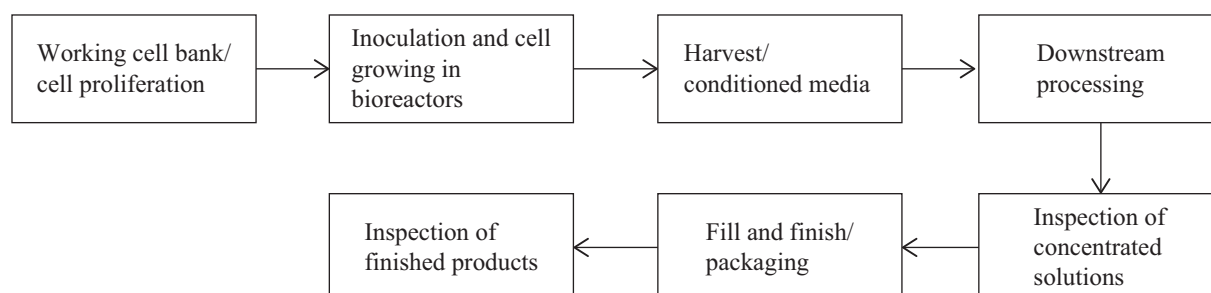 Working cell bank/
cell proliferation
Inoculation and cell
growing in
bioreactors
Harvest/
conditioned media
Downstream
processing
Inspection of
concentrated
solutions
Fill and finish/
packaging
Inspection of
finished products